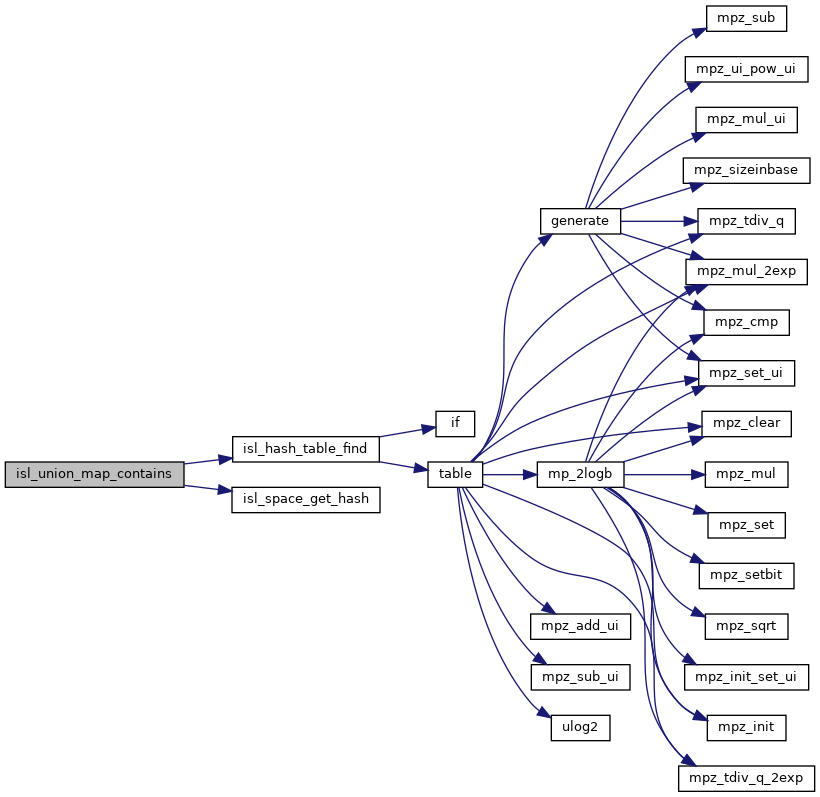 isl_union_map_contains
isl_hash_table_find
isl_space_get_hash
if
table
generate
mp_2logb
mpz_add_ui
mpz_sub_ui
ulog2
mpz_sub
mpz_ui_pow_ui
mpz_mul_ui
mpz_sizeinbase
mpz_tdiv_q
mpz_mul_2exp
mpz_cmp
mpz_set_ui
mpz_clear
mpz_mul
mpz_set
mpz_setbit
mpz_sqrt
mpz_init_set_ui
mpz_init
mpz_tdiv_q_2exp